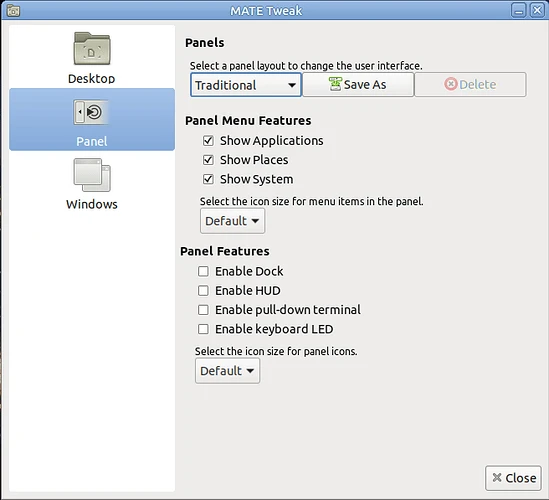 MATE Tweak
Desktop
Panel
Windows
Panels
Select a panel layout to change the user interface.
Traditional
Save As
Delete
Panel Menu Features
Show Applications
Show Places
Show System
Select the icon size for menu items in the panel.
Default
Panel Features
Enable Dock
Enable HUD
Enable pull-down terminal
Enable keyboard LED
Select the icon size for panel icons.
Default
Close